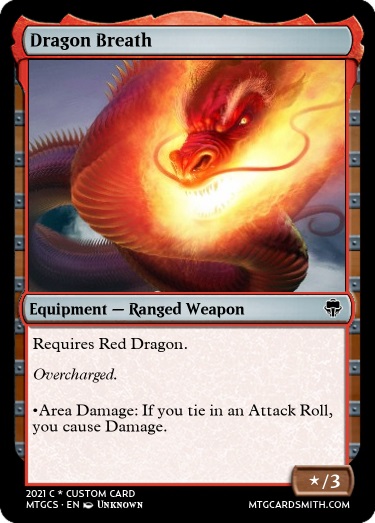 Dragon Breath
Equipment — Ranged Weapon
Requires Red Dragon.
Overcharged.
•Area Damage: If you tie in an Attack Roll,
you cause Damage.
★/3
2021 C * CUSTOM CARD
MTGCS • EN Unknown
MTGCARDSMITH.COM